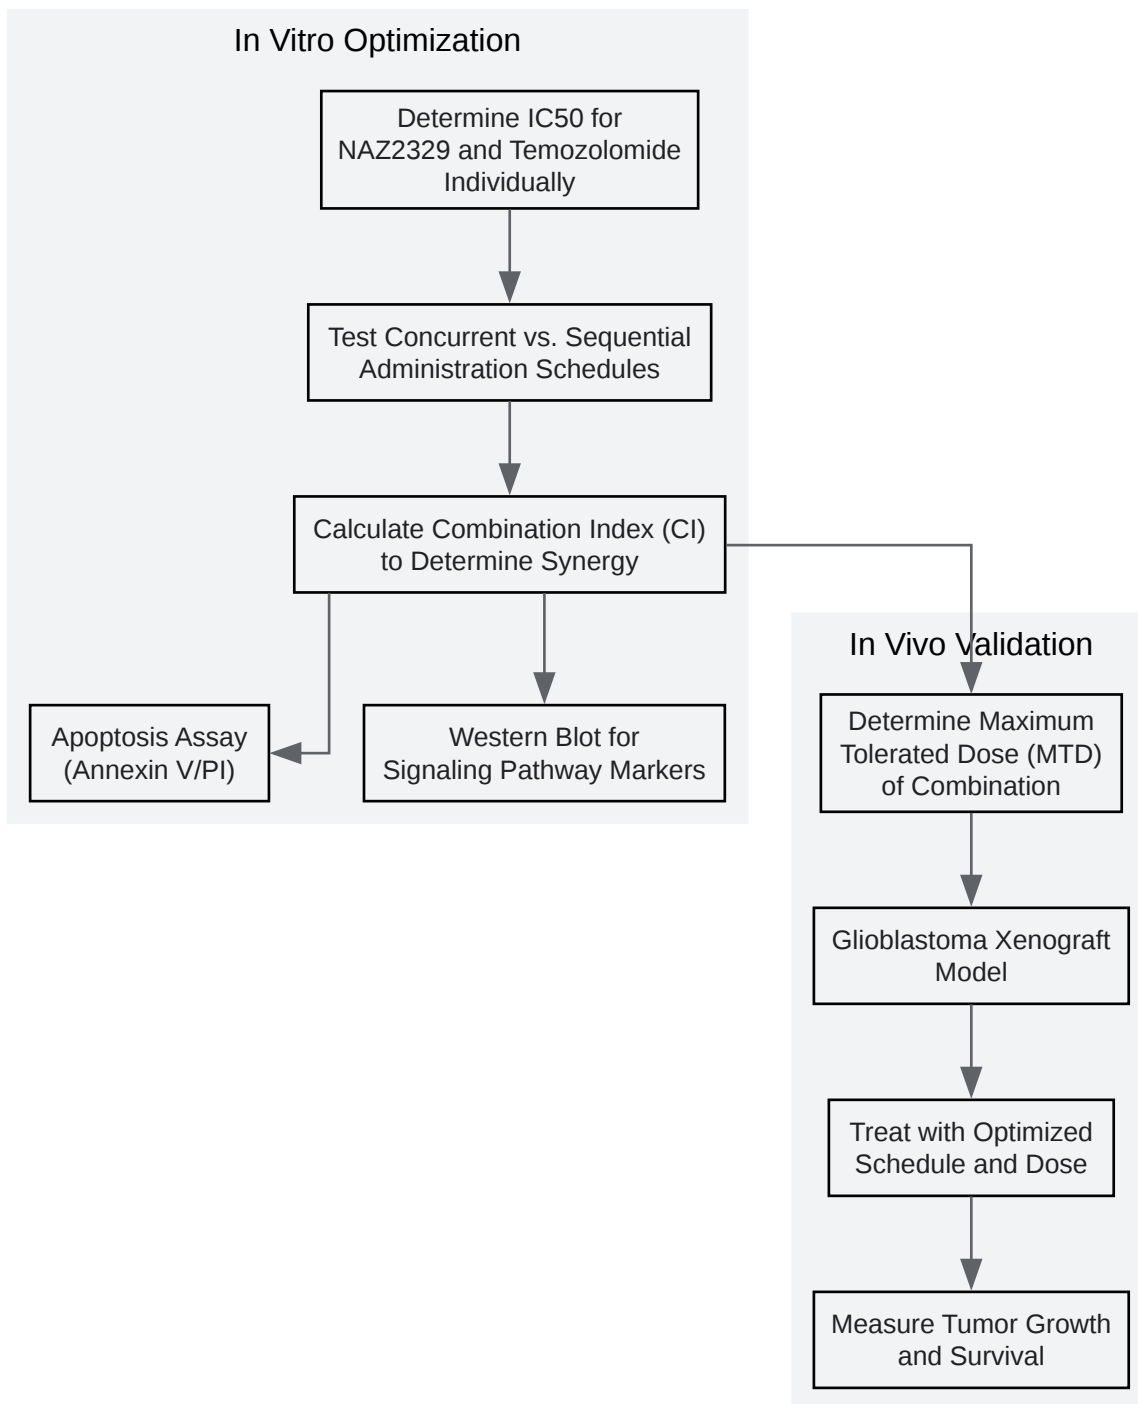 In Vitro Optimization
Determine IC50 for
NAZ2329 and Temozolomide
Individually
Test Concurrent vs. Sequential
Administration Schedules
Calculate Combination Index (CI)
to Determine Synergy
Apoptosis Assay
(Annexin V/PI)
Western Blot for
Signaling Pathway Markers
In Vivo Validation
Determine Maximum
Tolerated Dose (MTD)
of Combination
Glioblastoma Xenograft
Model
Treat with Optimized
Schedule and Dose
Measure Tumor Growth
and Survival